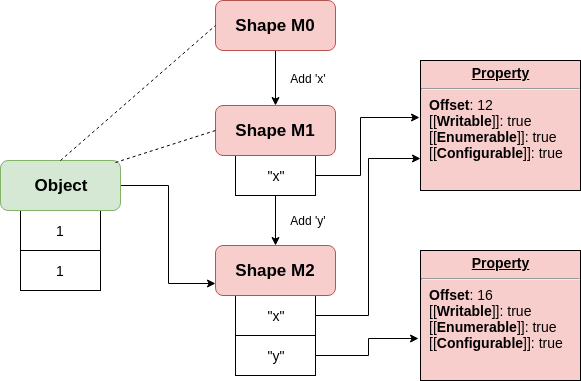 Shape M0
Add 'x'
Shape M1
"x"
Add 'y'
Object
1
1
Shape M2
"x"
"y"
Property
Offset: 12
[[Writable]]: true
[[Enumerable]]: true
[[Configurable]]: true
Property
Offset: 16
[[Writable]]: true
[[Enumerable]]: true
[[Configurable]]: true